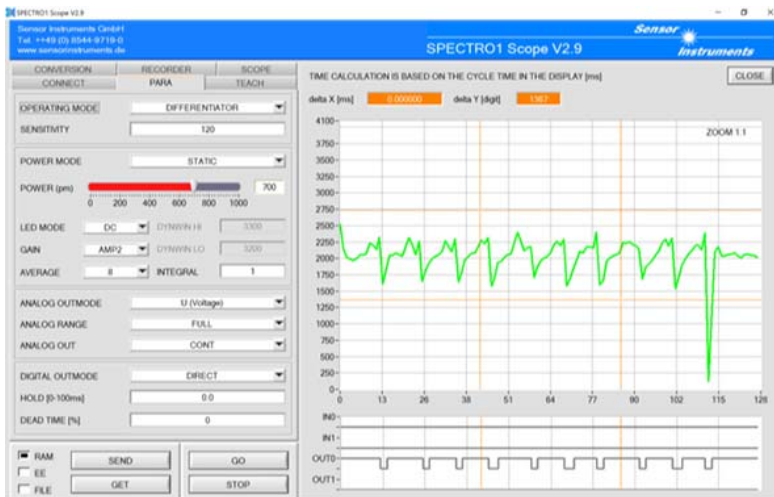 SPECTRO1 Scope V2.9
Sensor Instruments GmbH
Tel. ++49 (0) 8544-9719-0
www.sensorinstruments.de
SPECTRO1 Scope V2.9
Sensor
Instruments
CONVERSION RECORDER SCOPE
CONNECT PARA TEACH
OPERATING MODE DIFFERENTIATOR
SENSITIVITY 120
POWER MODE STATIC
POWER (pm) 700
0 200 400 600 800 1000
LED MODE DC DYNWIN HI 3300
GAIN AMP2 DYNWIN LO 3200
AVERAGE 8 INTEGRAL 1
ANALOG OUTMODE U (Voltage)
ANALOG RANGE FULL
ANALOG OUT CONT
DIGITAL OUTMODE DIRECT
HOLD [0-100ms] 0.0
DEAD TIME [%] 0
RAM
EE
FILE
SEND GO
GET STOP
TIME CALCULATION IS BASED ON THE CYCLE TIME IN THE DISPLAY [ms]
CLOSE
delta X [ms] 0.000000 delta Y [digit] 1367
ZOOM 1:1
4100
3750
3500
3250
3000
2750
2500
2250
2000
1750
1500
1250
1000
750
500
250
0
0 13 26 38 51 64 77 90 102 115 128
IN0
IN1
OUT0
OUT1